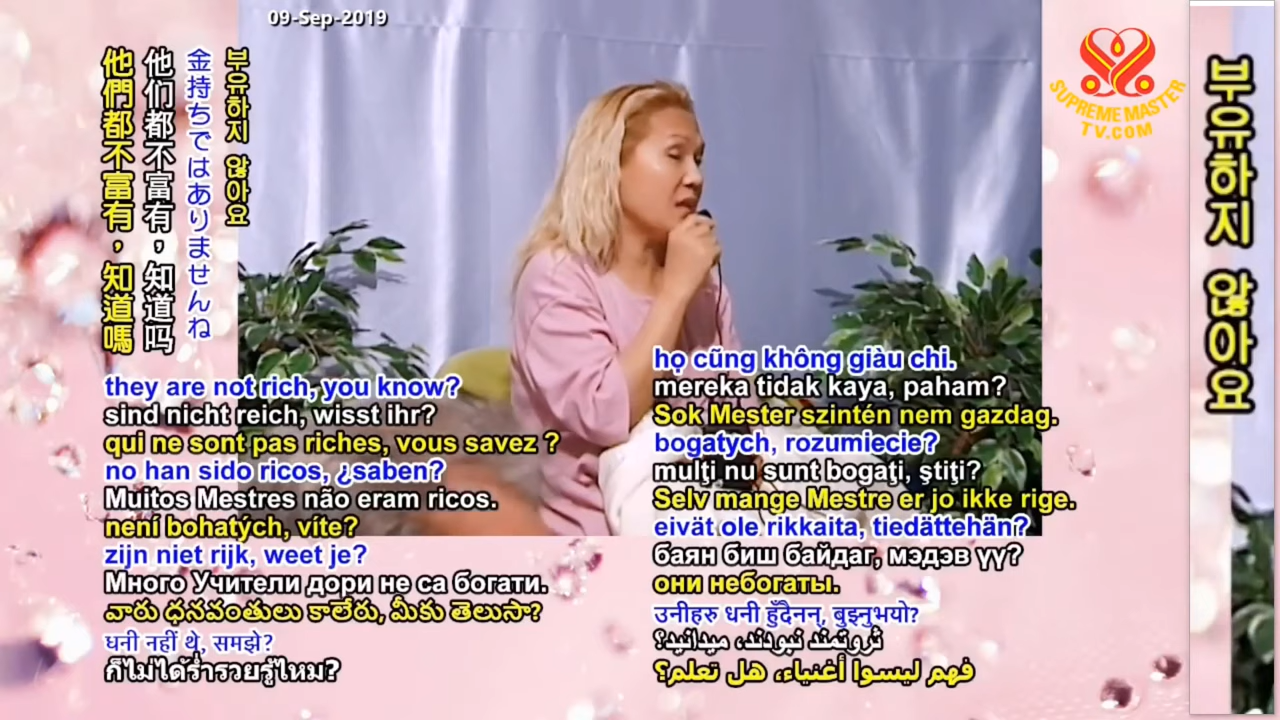 09-Sep-2019
SUPREME MASTER
TV.COM
부유하지 않아요
金持ちではありませんね
他们都不富有，知道吗
他們都不富有，知道嗎
they are not rich, you know?
sind nicht reich, wisst ihr?
qui ne sont pas riches, vous savez ?
no han sido ricos, ¿saben?
Muitos Mestres não eram ricos.
není bohatých, víte?
zijn niet rijk, weet je?
Много Учители дори не са богати.
వారు ధనవంతులు కాలేరు, మీకు తెలుసా?
धनी नहीं थे, समझे?
ก็ไม่ได้ร่ำรวยรู้ไหม?
họ cũng không giàu chi.
mereka tidak kaya, paham?
Sok Mester szintén nem gazdag.
bogatych, rozumiecie?
mulţi nu sunt bogaţi, ştiţi?
Selv mange Mestre er jo ikke rige.
eivät ole rikkaita, tiedättehän?
баян биш байдаг, мэдэв үү?
они небогаты.
उनीहरु धनी हुँदैनन्, बुझ्नुभयो?
ثروتمند نبودند، میدانید؟
فهم ليسوا أغنياء، هل تعلم؟
부유하지 않아요